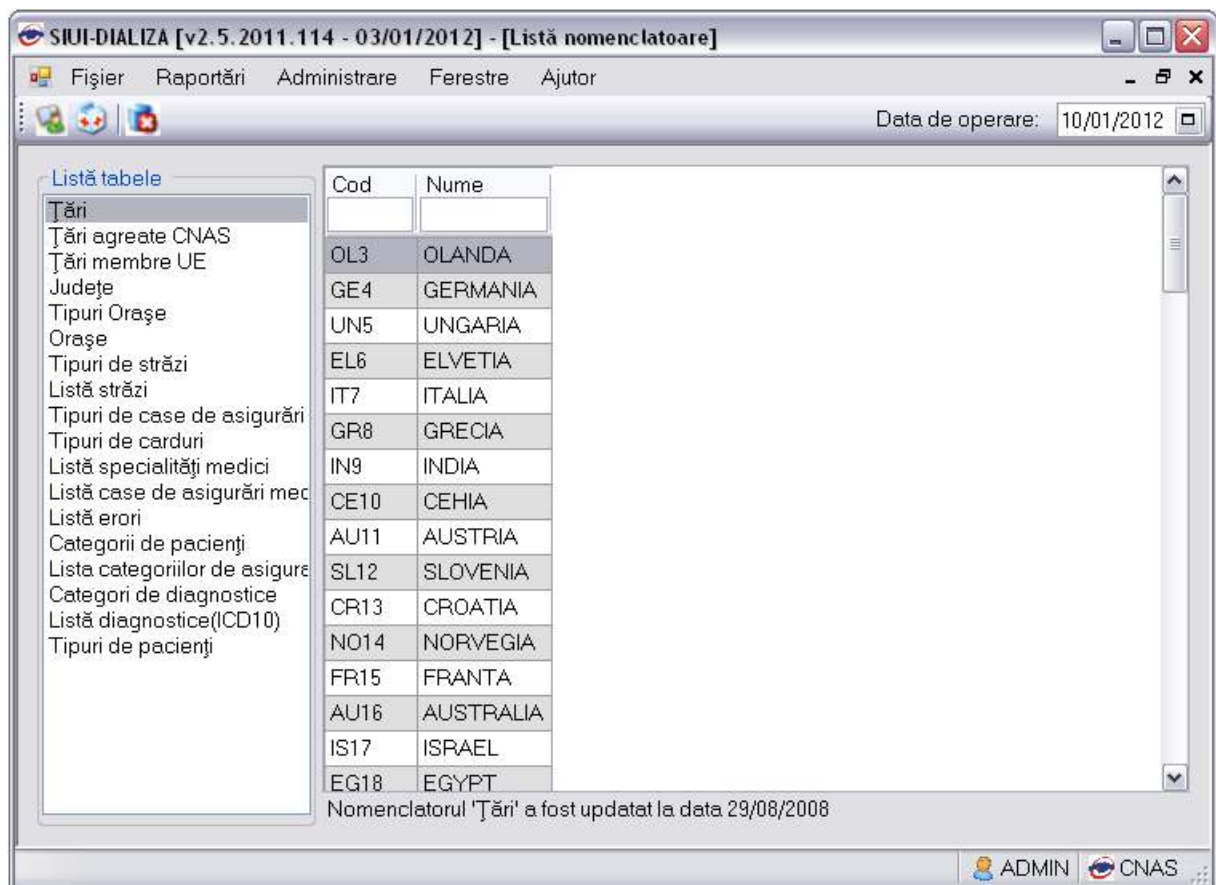 SIUI-DIALIZA [v2.5.2011.114 - 03/01/2012] - [Listă nomenclatoare]
Fişier Raportări Administrare Ferestre Ajutor
Data de operare: 10/01/2012
Listă tabele
Ţări
Ţări agreate CNAS
Ţări membre UE
Judeţe
Tipuri Oraşe
Oraşe
Tipuri de străzi
Listă străzi
Tipuri de case de asigurări
Tipuri de carduri
Listă specialităţi medici
Listă case de asigurări mec
Listă erori
Categorii de pacienţi
Lista categoriilor de asigura
Categori de diagnostice
Listă diagnostice(ICD10)
Tipuri de pacienţi
Cod Nume
OL3 OLANDA
GE4 GERMANIA
UN5 UNGARIA
EL6 ELVETIA
IT7 ITALIA
GR8 GRECIA
IN9 INDIA
CE10 CEHIA
AU11 AUSTRIA
SL12 SLOVENIA
CR13 CROATIA
NO14 NORVEGIA
FR15 FRANTA
AU16 AUSTRALIA
IS17 ISRAEL
EG18 EGYPT
Nomenclatorul 'Ţări' a fost updatat la data 29/08/2008
ADMIN CNAS